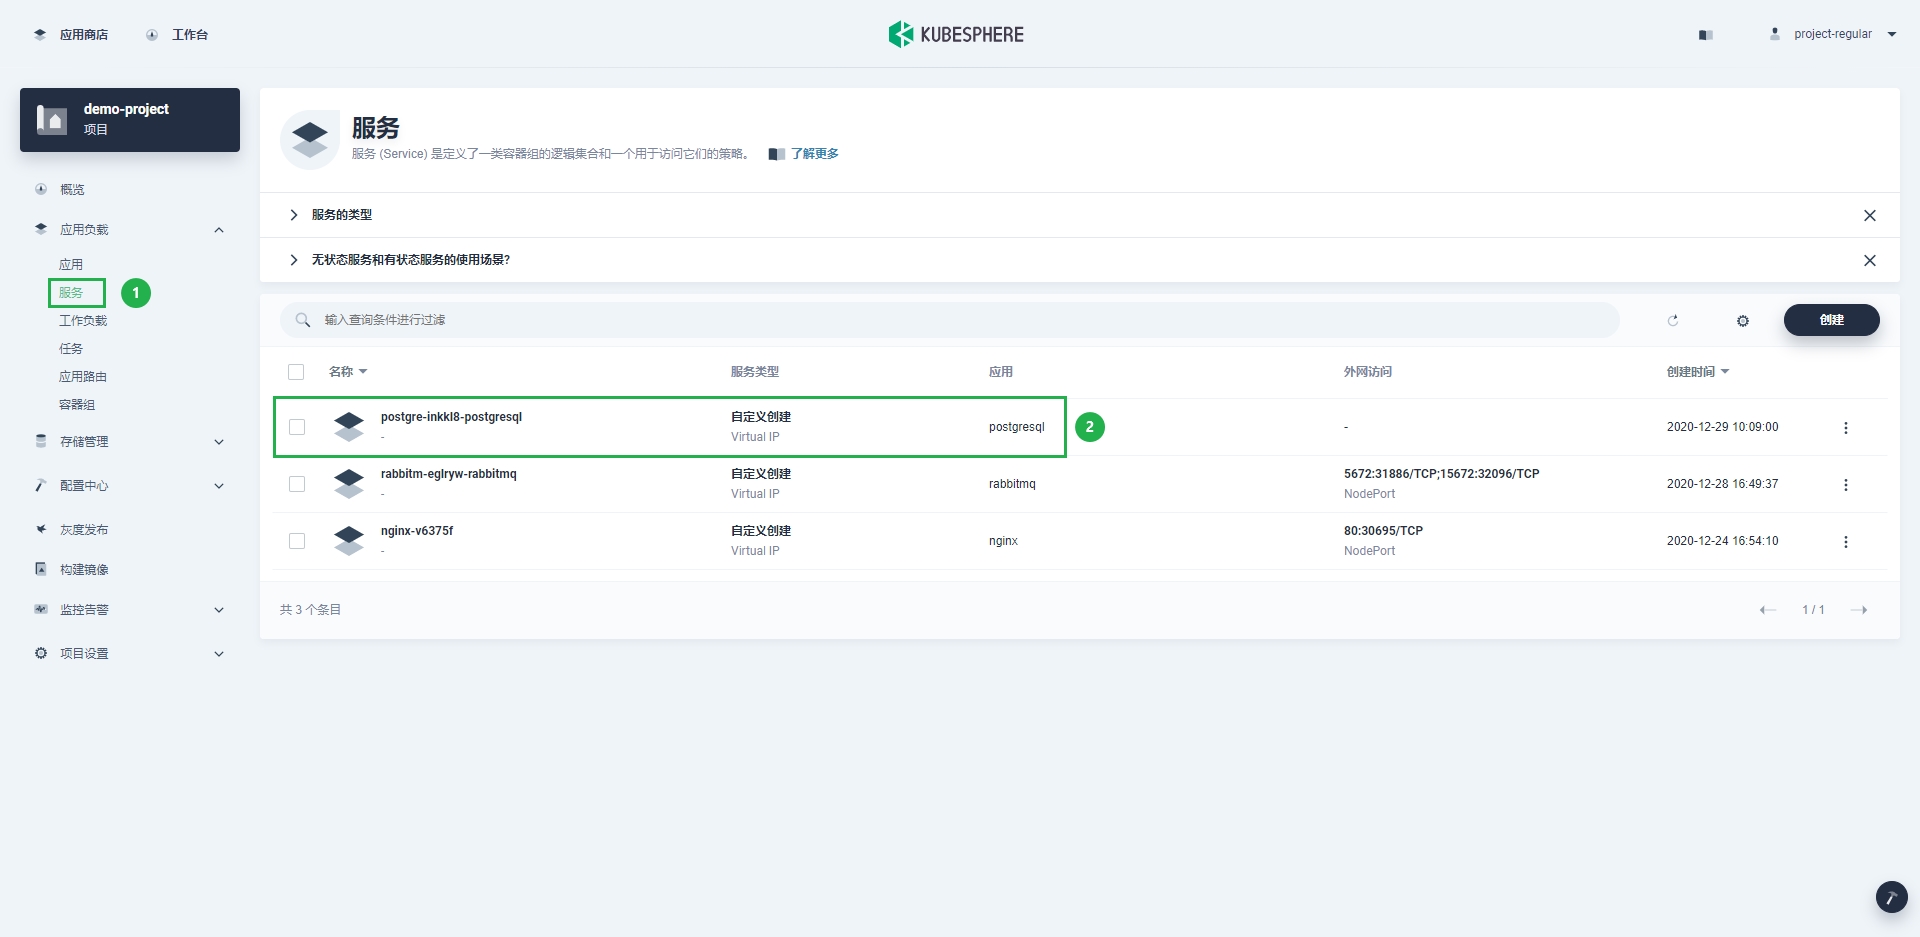 应用商店
工作台
KUBESPHERE
project-regular
demo-project
项目
概览
应用负载
应用
服务
1
工作负载
任务
应用路由
容器组
存储管理
配置中心
灰度发布
构建镜像
监控告警
项目设置
服务
服务 (Service) 是定义了一类容器组的逻辑集合和一个用于访问它们的策略。 了解更多
服务的类型
无状态服务和有状态服务的使用场景?
输入查询条件进行过滤
创建
名称 服务类型 应用 外网访问 创建时间
postgre-inkkl8-postgresql 自定义创建
- Virtual IP
postgresql 2 - 2020-12-29 10:09:00
rabbitm-eglryw-rabbitmq 自定义创建 5672:31886/TCP;15672:32096/TCP
- Virtual IP NodePort
rabbitmq 2020-12-28 16:49:37
nginx-v6375f 自定义创建 80:30695/TCP
- Virtual IP NodePort
nginx 2020-12-24 16:54:10
共 3 个条目
1 / 1